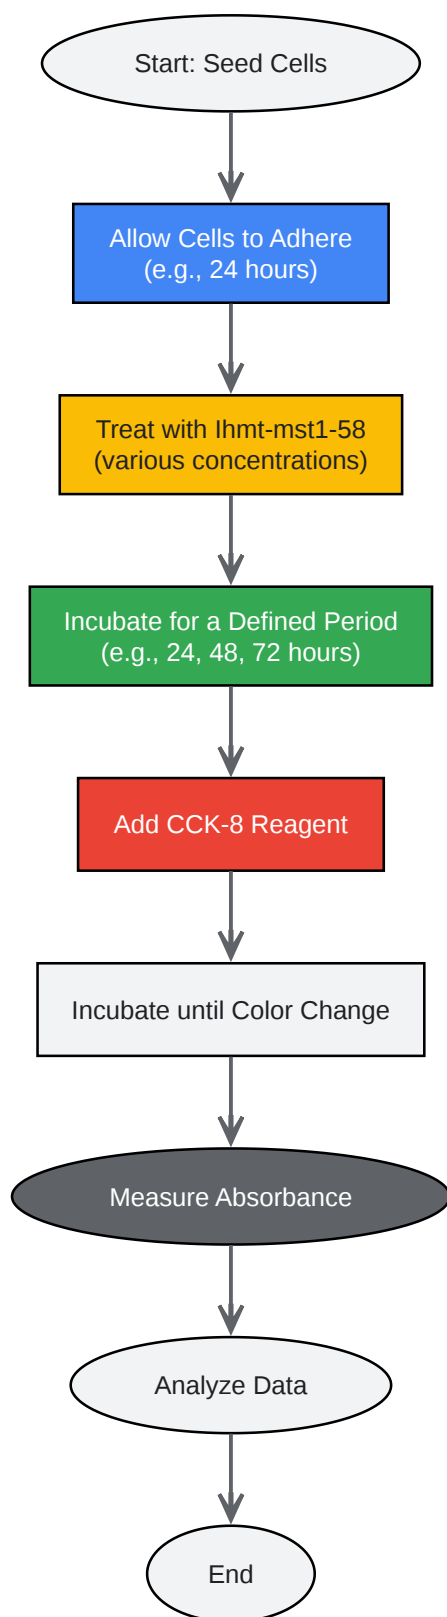 Start: Seed Cells
Allow Cells to Adhere
(e.g., 24 hours)
Treat with Ihmt-mst1-58
(various concentrations)
Incubate for a Defined Period
(e.g., 24, 48, 72 hours)
Add CCK-8 Reagent
Incubate until Color Change
Measure Absorbance
Analyze Data
End